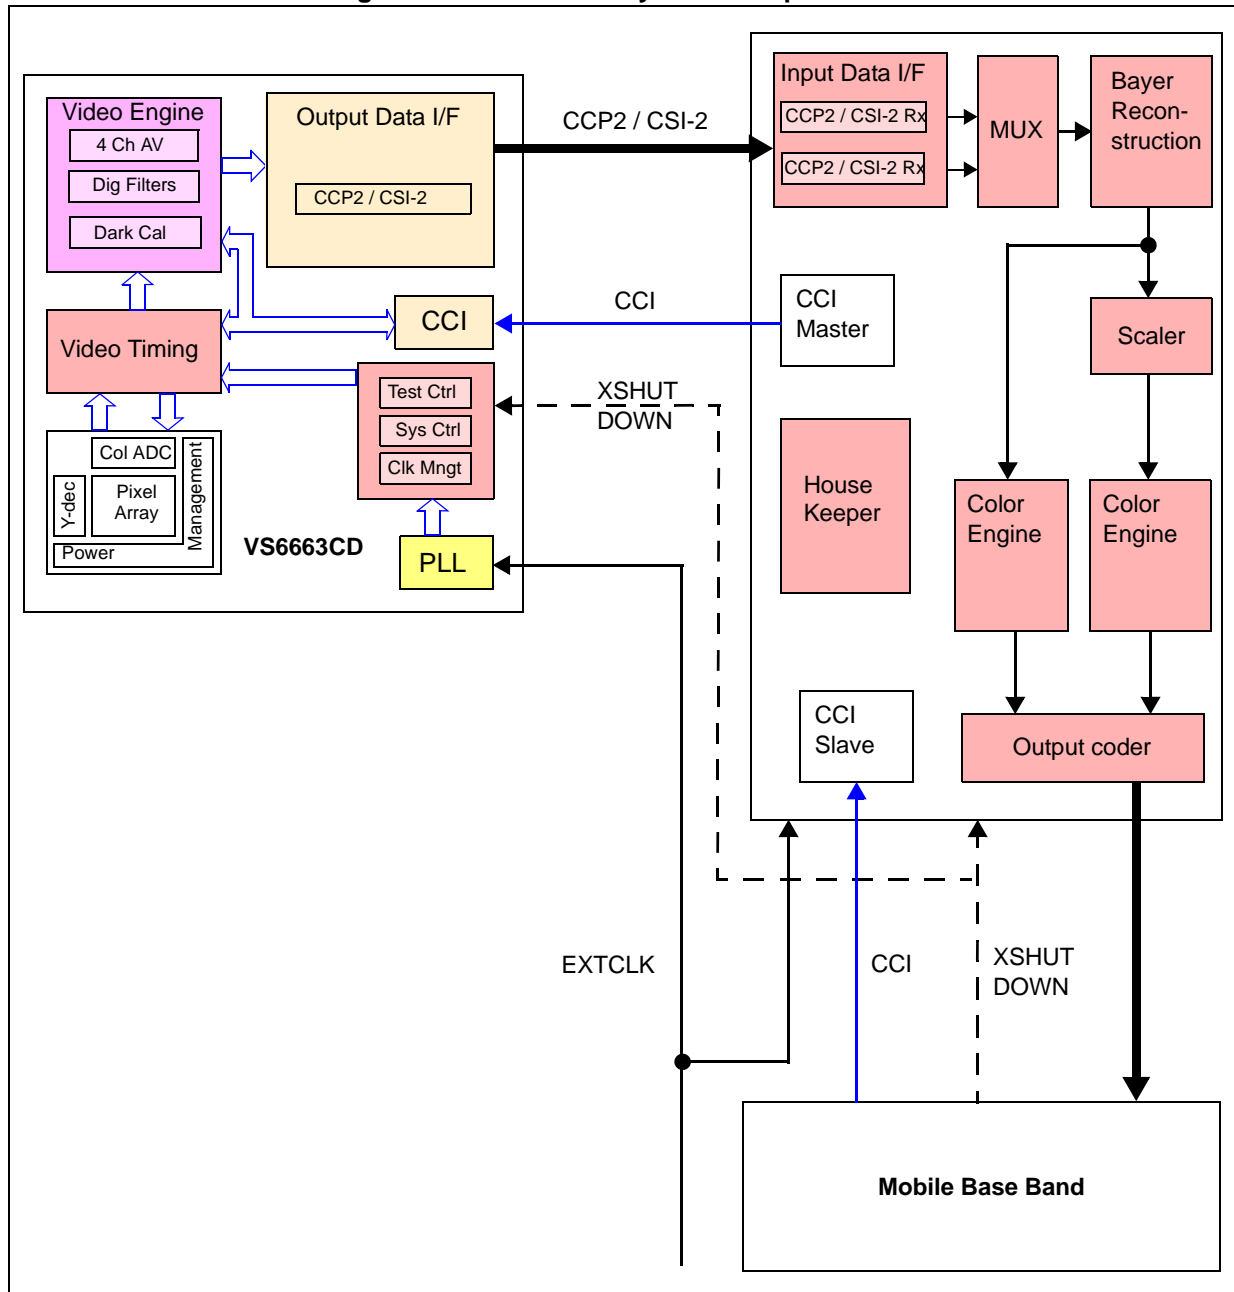 Video Engine
4 Ch AV
Dig Filters
Dark Cal
Output Data I/F
CCP2 / CSI-2
CCP2 / CSI-2
Input Data I/F
CCP2 / CSI-2 Rx
CCP2 / CSI-2 Rx
MUX
Bayer
Recon-
struction
Video Timing
CCI
CCI
CCI
Master
Scaler
Test Ctrl
Sys Ctrl
Clk Mngt
XSHUT
DOWN
Col ADC
Pixel
Array
Y-dec
Power
Management
VS6663CD
PLL
House
Keeper
Color
Engine
Color
Engine
CCI
Slave
Output coder
EXTCLK
CCI
XSHUT
DOWN
Mobile Base Band